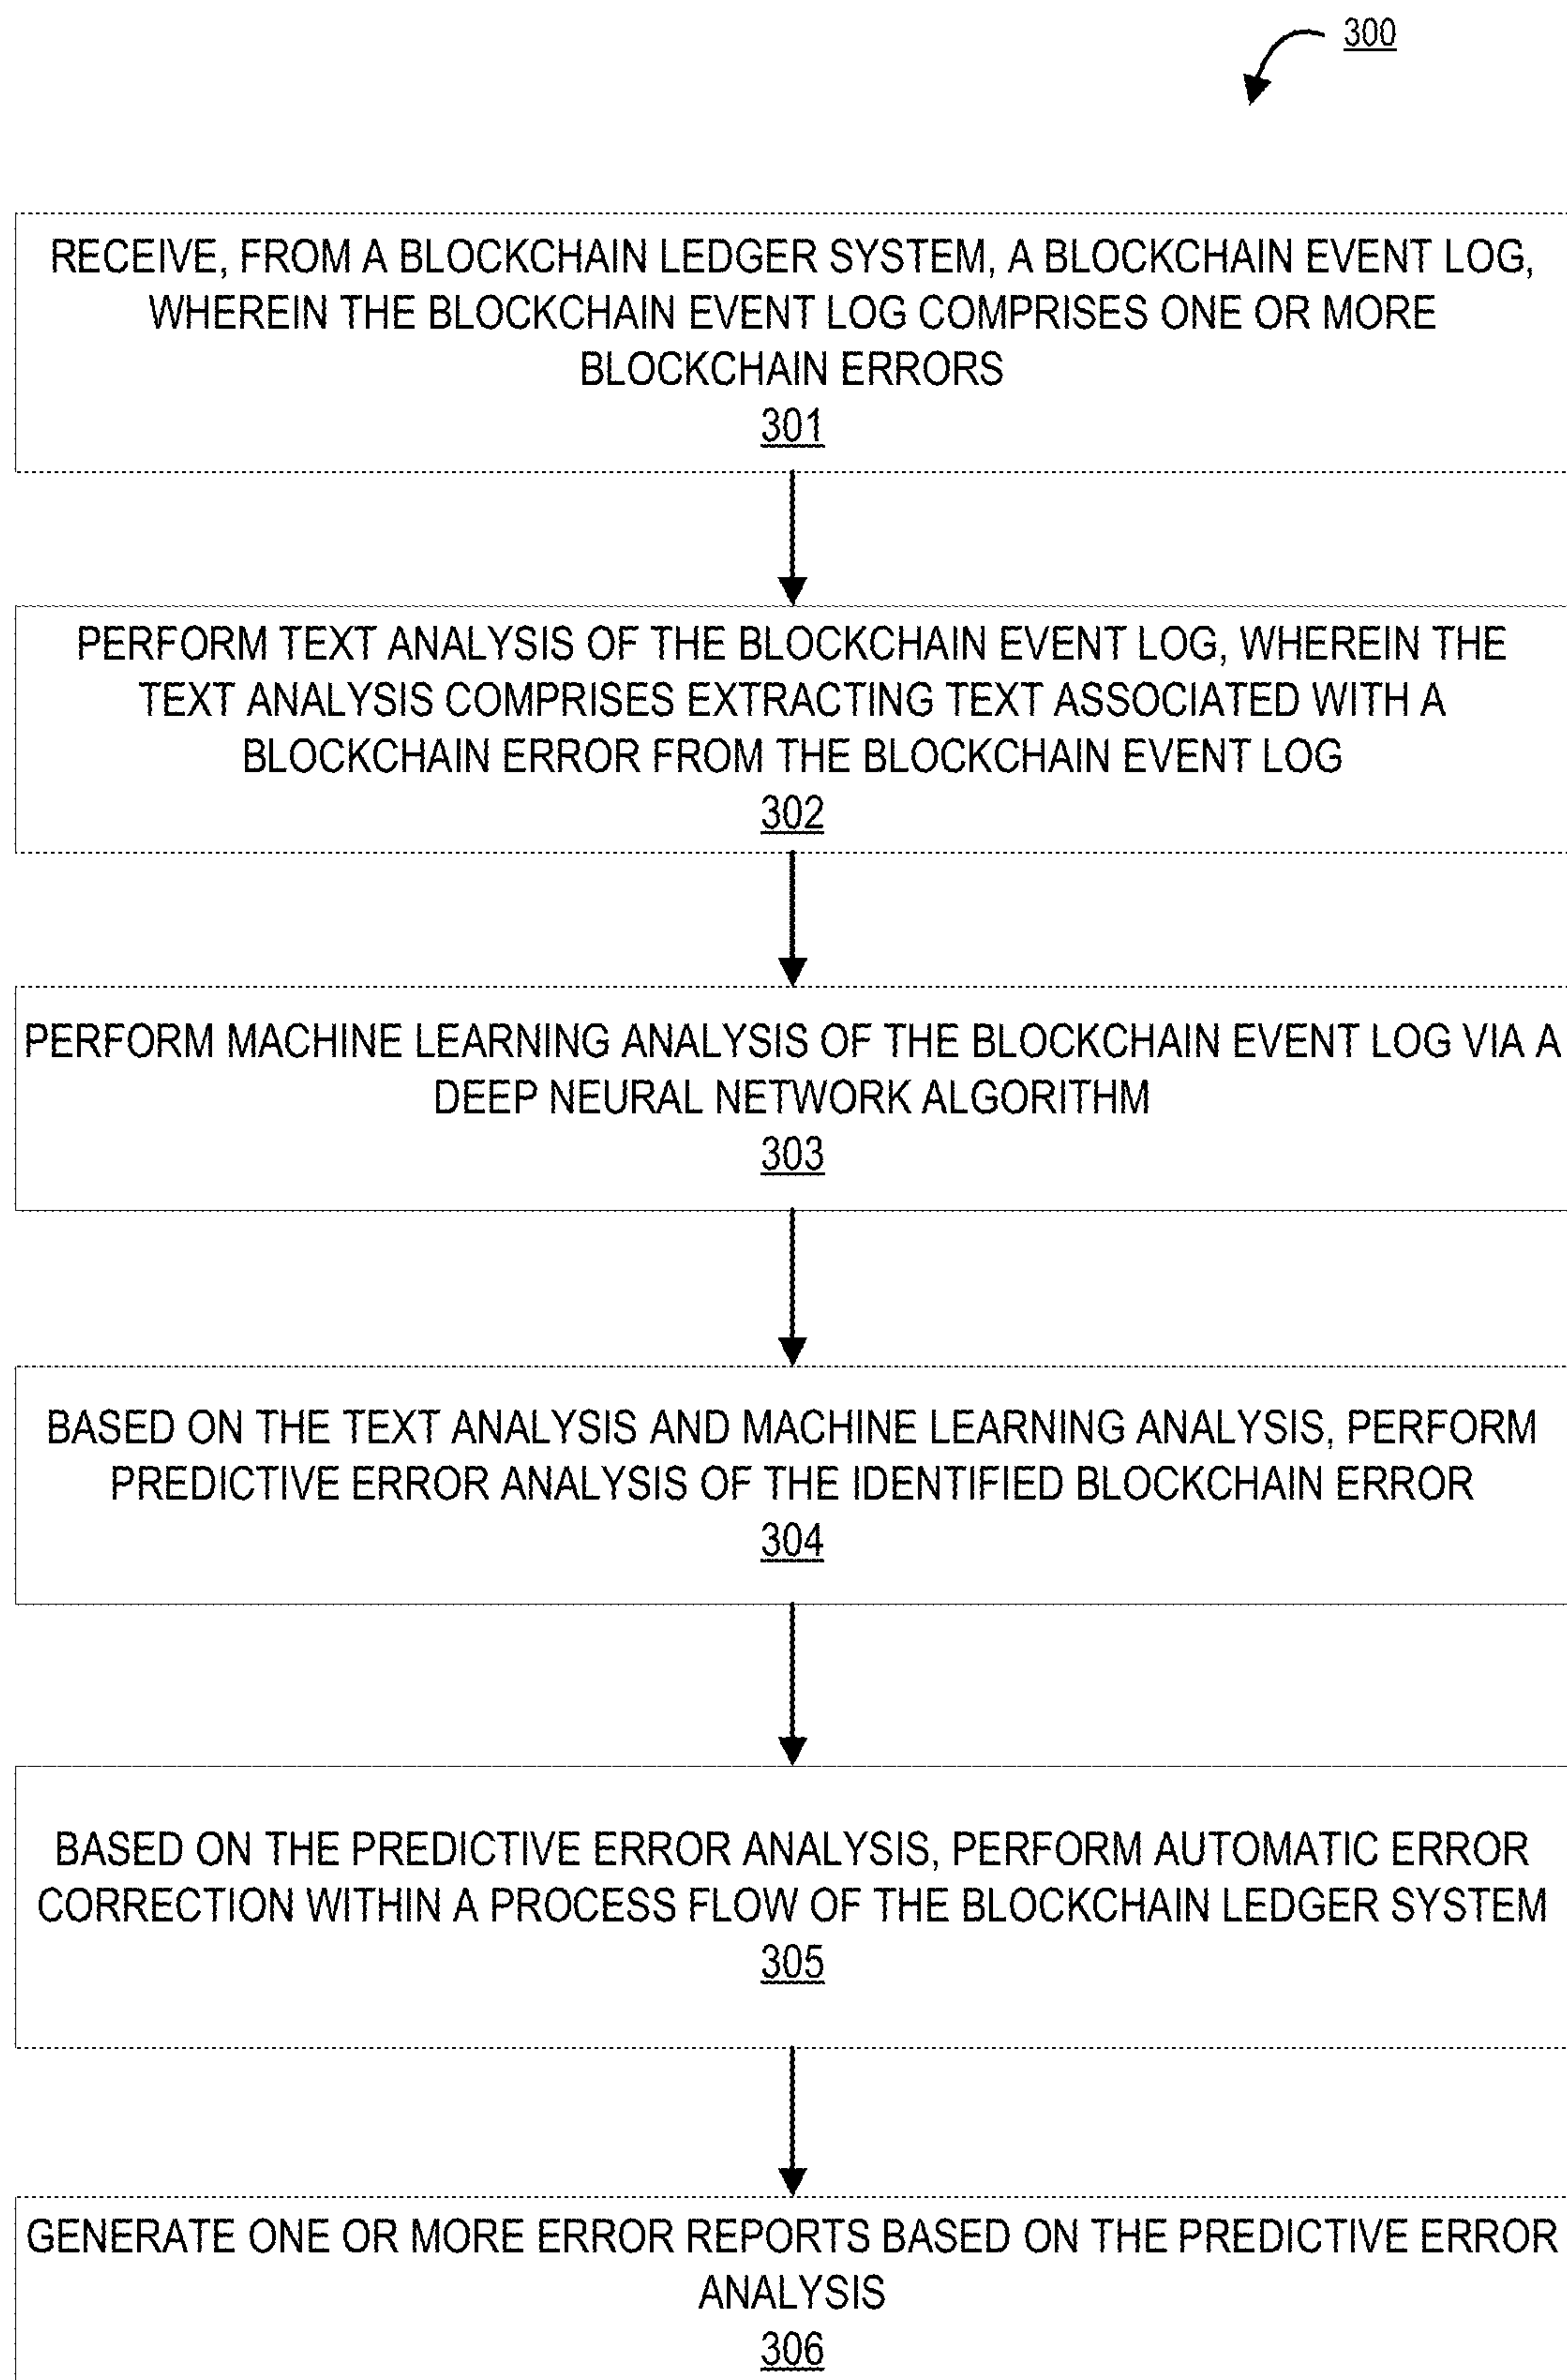 300
RECEIVE, FROM A BLOCKCHAIN LEDGER SYSTEM, A BLOCKCHAIN EVENT LOG,
WHEREIN THE BLOCKCHAIN EVENT LOG COMPRISES ONE OR MORE
BLOCKCHAIN ERRORS
301
PERFORM TEXT ANALYSIS OF THE BLOCKCHAIN EVENT LOG, WHEREIN THE
TEXT ANALYSIS COMPRISES EXTRACTING TEXT ASSOCIATED WITH A
BLOCKCHAIN ERROR FROM THE BLOCKCHAIN EVENT LOG
302
PERFORM MACHINE LEARNING ANALYSIS OF THE BLOCKCHAIN EVENT LOG VIA A
DEEP NEURAL NETWORK ALGORITHM
303
BASED ON THE TEXT ANALYSIS AND MACHINE LEARNING ANALYSIS, PERFORM
PREDICTIVE ERROR ANALYSIS OF THE IDENTIFIED BLOCKCHAIN ERROR
304
BASED ON THE PREDICTIVE ERROR ANALYSIS, PERFORM AUTOMATIC ERROR
CORRECTION WITHIN A PROCESS FLOW OF THE BLOCKCHAIN LEDGER SYSTEM
305
GENERATE ONE OR MORE ERROR REPORTS BASED ON THE PREDICTIVE ERROR
ANALYSIS
306